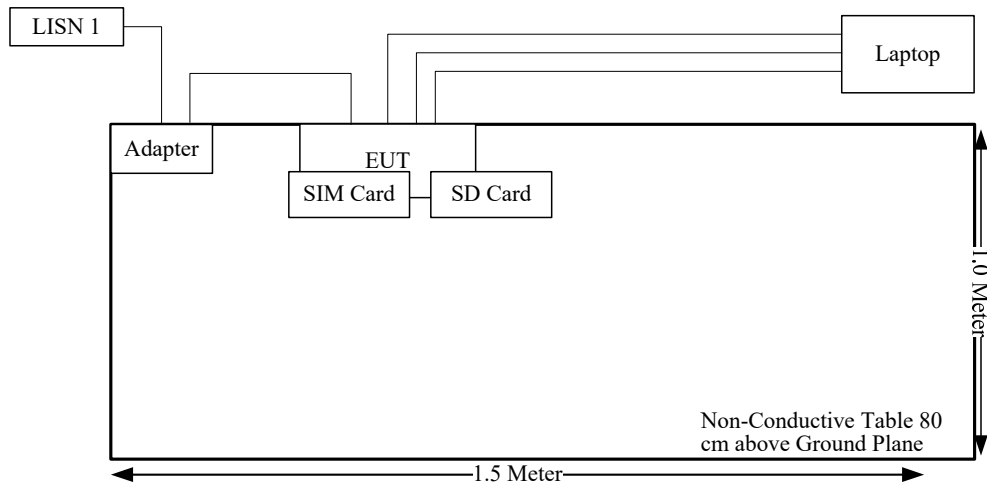 LISN 1
Laptop
Adapter
EUT
SIM Card
SD Card
1.0 Meter
Non-Conductive Table 80
cm above Ground Plane
1.5 Meter